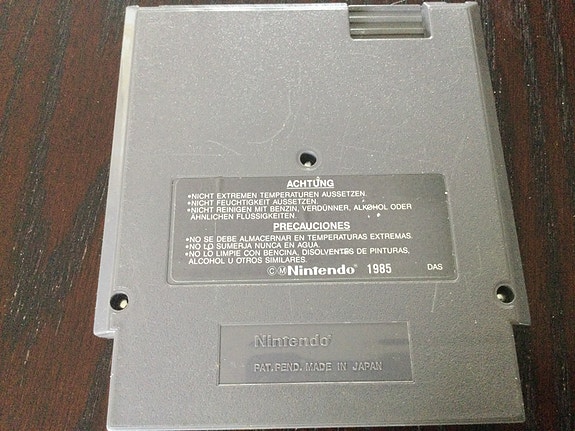 ACHTUNG
•NICHT EXTREMEN TEMPERATUREN AUSSETZEN.
•NICHT FEUCHTIGKEIT AUSSETZEN.
•NICHT REINIGEN MIT BENZIN, VERDÜNNER, ALKOHOL ODER
ÄHNLICHEN FLÜSSIGKEITEN.
PRECAUCIONES
•NO SE DEBE ALMACERNAR EN TEMPERATURAS EXTREMAS.
•NO LO SUMERJA NUNCA EN AGUA.
•NO LO LIMPIE CON BENCINA, DISOLVENTES DE PINTURAS,
ALCOHOL U OTROS SIMILARES.
©ⓂNintendo® 1985 DAS
Nintendo®
PAT. PEND. MADE IN JAPAN